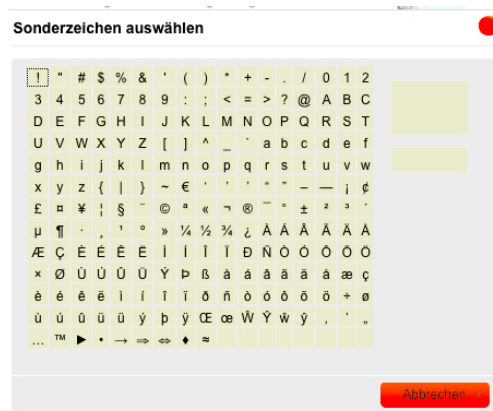 Sonderzeichen auswählen
! " # $ % & ' ( ) * + - . / 0 1 2
3 4 5 6 7 8 9 : ; < = > ? @ A B C
D E F G H I J K L M N O P Q R S T
U V W X Y Z [ ] ^ _ ` a b c d e f
g h i j k l m n o p q r s t u v w
x y z { | } ~ € ‘ ’ ’ “ ” – — ¡ ¢
£ ¤ ¥ ¦ § ¨ © ª « ¬ ® ¯ ° ± ² ³ ´
µ ¶ · ¸ ¹ º » ¼ ½ ¾ ¿ À Á Â Ã Ä Å
Æ Ç È É Ê Ë Ì Í Î Ï Ð Ñ Ò Ó Ô Õ Ö
× Ø Ù Ú Û Ü Ý Þ ß à á â ã ä å æ ç
è é ê ë ì í î ï ð ñ ò ó ô õ ö ÷ ø
ù ú û ü ü ý þ ÿ Œ œ Ŵ Ŷ ŵ ŷ ‚ ‛ „
… ™ ► • → ⇒ ⇔ ♦ ≈
Abbrechen